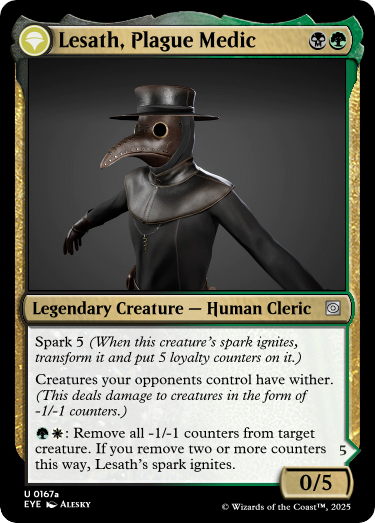 Lesath, Plague Medic
Legendary Creature — Human Cleric
Spark 5 (When this creature's spark ignites,
transform it and put 5 loyalty counters on it.)
Creatures your opponents control have wither.
(This deals damage to creatures in the form of
-1/-1 counters.)
: Remove all -1/-1 counters from target
creature. If you remove two or more counters
this way, Lesath's spark ignites.
5
0/5
U 0167a
EYE ALESKY
© Wizards of the Coast™, 2025